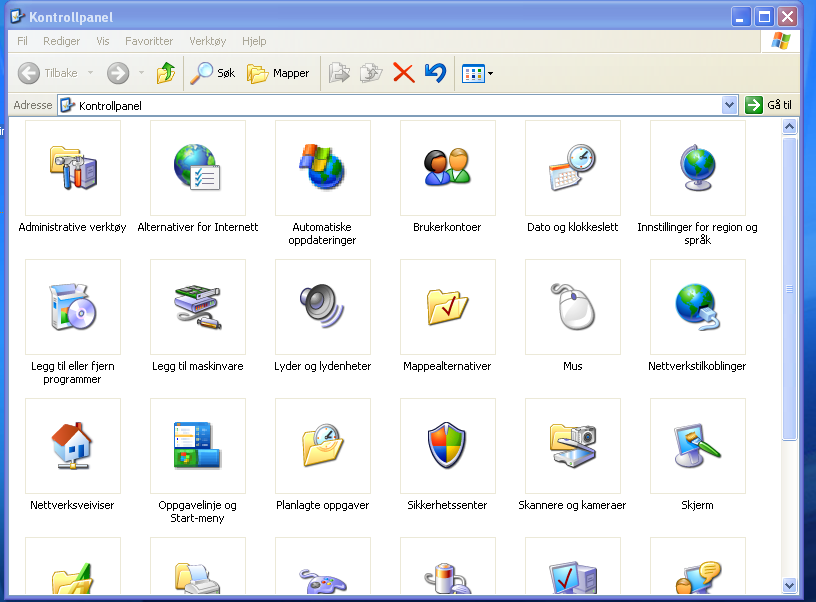 Kontrollpanel
Fil Rediger Vis Favoritter Verktøy Hjelp
Tilbake Søk Mapper
Adresse Kontrollpanel Gå til
Administrative verktøy Alternativer for Internett Automatiske oppdateringer Brukerkontoer Dato og klokkeslett Innstillinger for region og språk
Legg til eller fjern programmer Legg til maskinvare Lyder og lydenheter Mappealternativer Mus Nettverkstilkoblinger
Nettverksveiviser Oppgavelinje og Start-meny Planlagte oppgaver Sikkerhetssenter Skannere og kameraer Skjerm